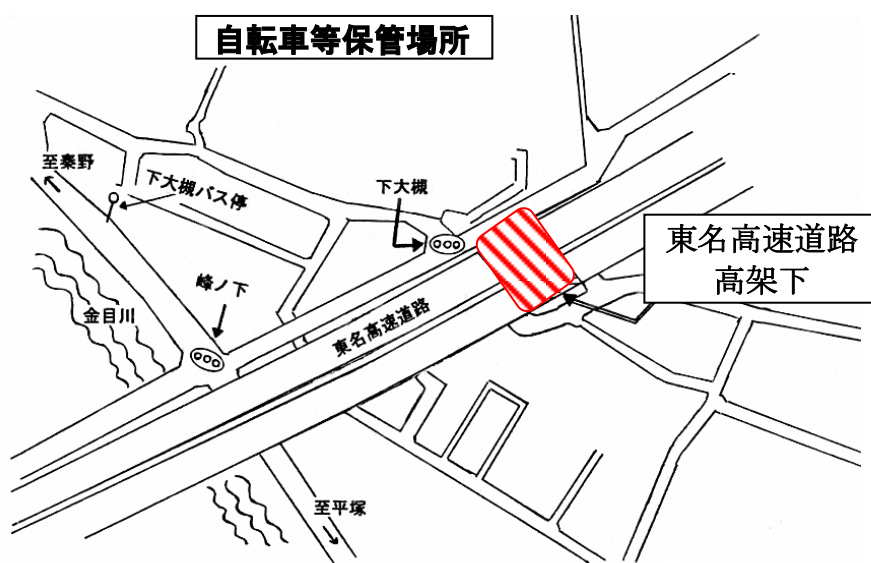 自転車等保管場所
至秦野
下大槻バス停
下大槻
東名高速道路
高架下
峰ノ下
金目川
東名高速道路
至平塚